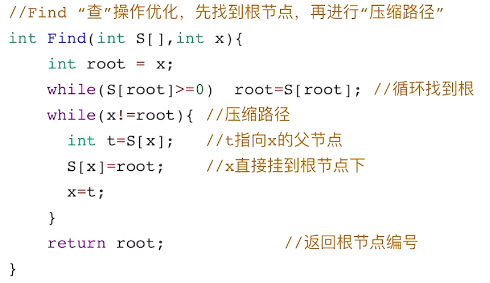 //Find “查”操作优化，先找到根节点，再进行“压缩路径”
int Find(int S[],int x){
    int root = x;
    while(S[root]>=0)  root=S[root]; //循环找到根
    while(x!=root){ //压缩路径
      int t=S[x];   //t指向x的父节点
      S[x]=root;    //x直接挂到根节点下
      x=t;
    }
    return root;            //返回根节点编号
}